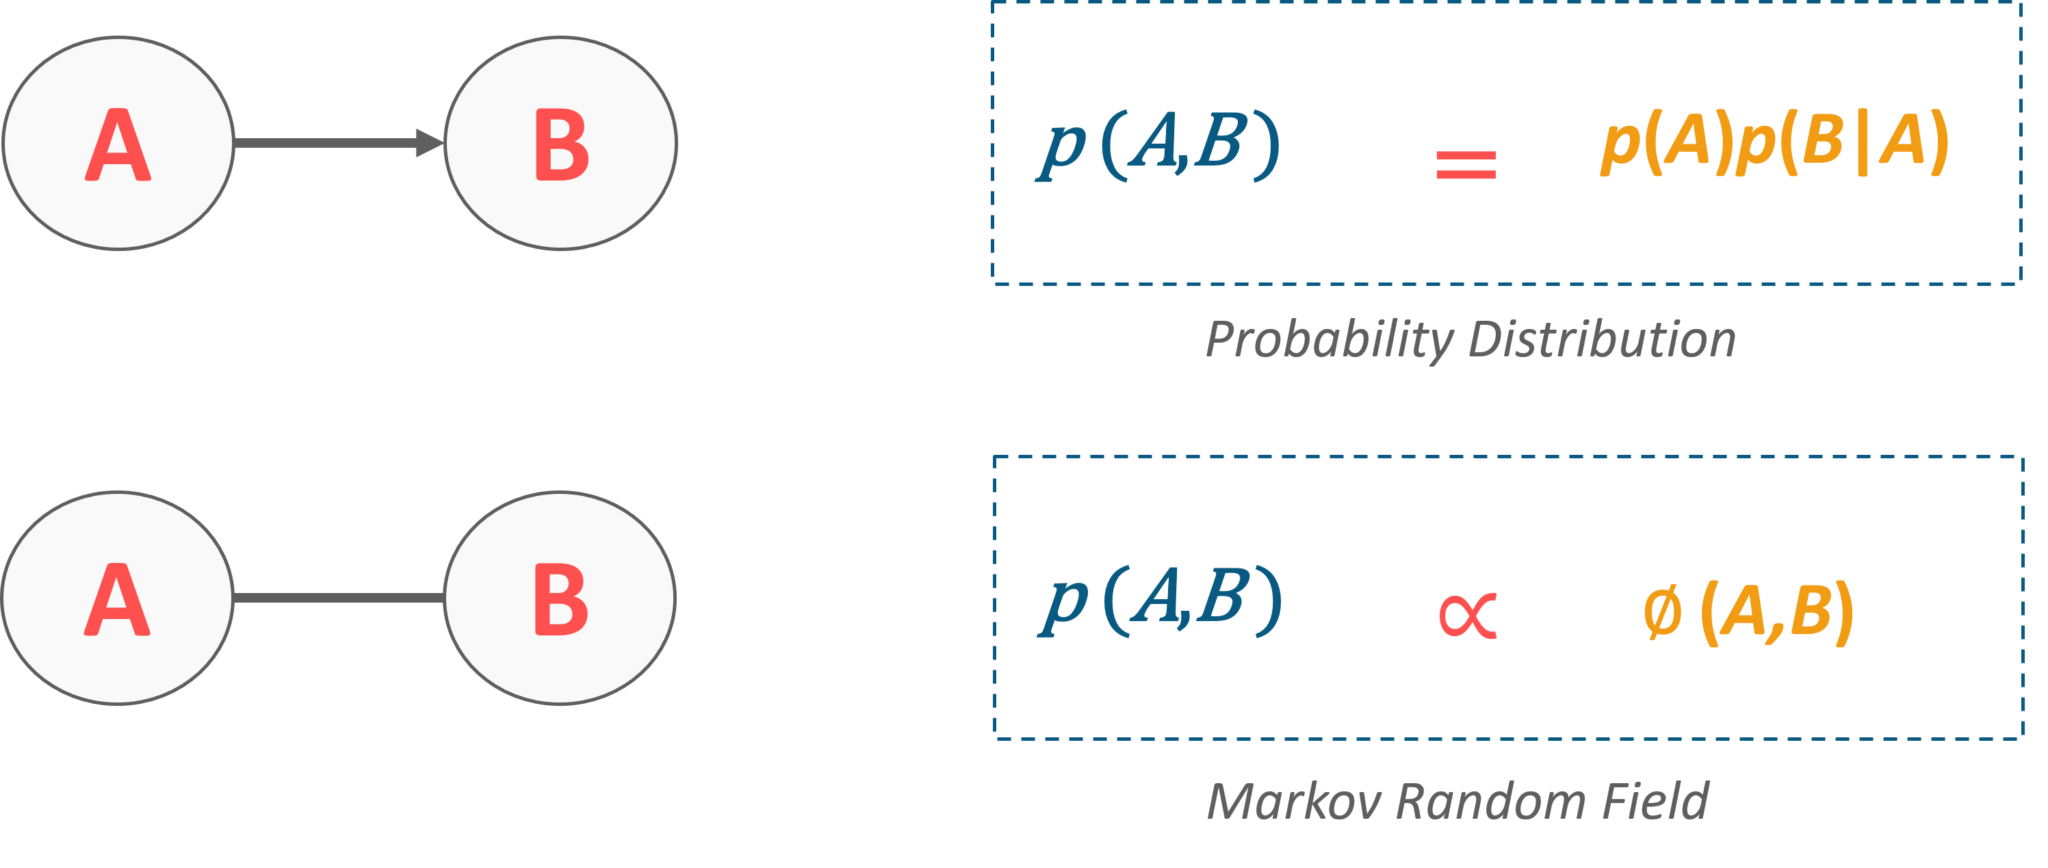 A B p(A,B) = p(A)p(B|A)
Probability Distribution
A B p(A,B) ∝ ∅(A,B)
Markov Random Field